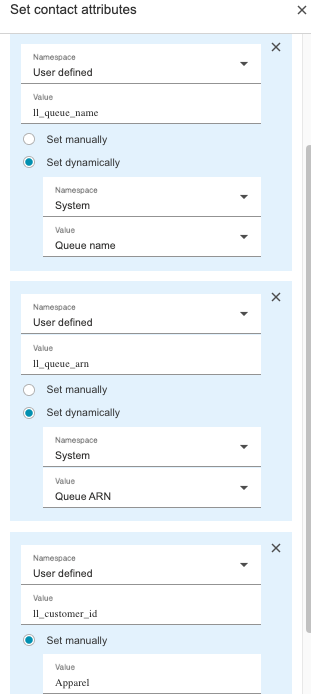 Set contact attributes
Namespace
User defined
Value
ll_queue_name
Set manually
Set dynamically
Namespace
System
Value
Queue name
Namespace
User defined
Value
ll_queue_arn
Set manually
Set dynamically
Namespace
System
Value
Queue ARN
Namespace
User defined
Value
ll_customer_id
Set manually
Value
Apparel